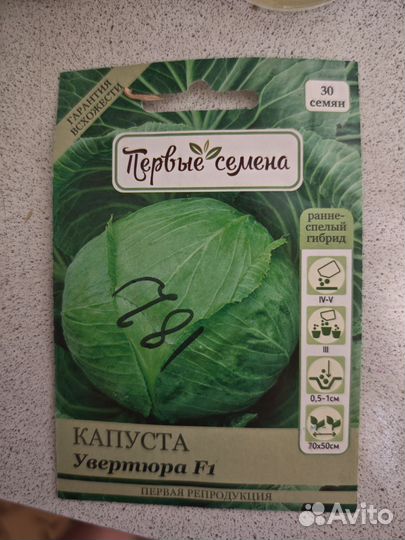 ГАРАНТИЯ
ВСХОЖЕСТИ
30
семян
Первые семена
ранне-
спелый
гибрид
IV-V
III
0,5-1см
70х50см
КАПУСТА
Увертюра F1
ПЕРВАЯ РЕПРОДУКЦИЯ
Avito